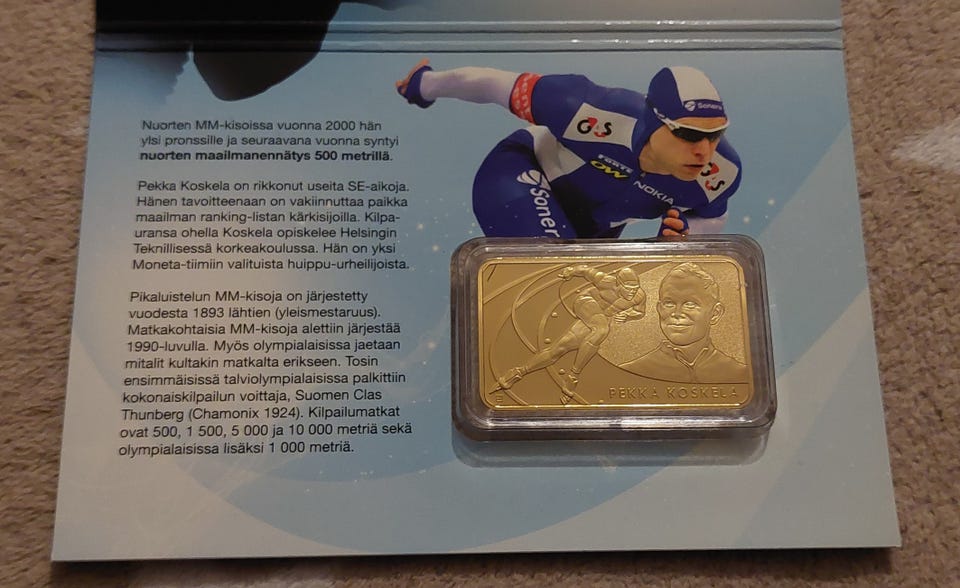 Nuorten MM-kisoissa vuonna 2000 hän
ylsi pronssille ja seuraavana vuonna syntyi
nuorten maailmanennätys 500 metrillä.
Pekka Koskela on rikkonut useita SE-aikoja.
Hänen tavoitteenaan on vakiinnuttaa paikka
maailman ranking-listan kärkisijoilla. Kilpa-
uransa ohella Koskela opiskelee Helsingin
Teknillisessä korkeakoulussa. Hän on yksi
Moneta-tiimiin valituista huippu-urheilijoista.
Pikaluistelun MM-kisoja on järjestetty
vuodesta 1893 lähtien (yleismestaruus).
Matkakohtaisia MM-kisoja alettiin järjestää
1990-luvulla. Myös olympialaisissa jaetaan
mitalit kultakin matkalta erikseen. Tosin
ensimmäisissä talviolympialaisissa palkittiin
kokonaiskilpailun voittaja, Suomen Clas
Thunberg (Chamonix 1924). Kilpailumatkat
ovat 500, 1 500, 5 000 ja 10 000 metriä sekä
olympialaisissa lisäksi 1 000 metriä.
Sonera
G4S
G4S
NOKIA
Sonera
PEKKA KOSKELA